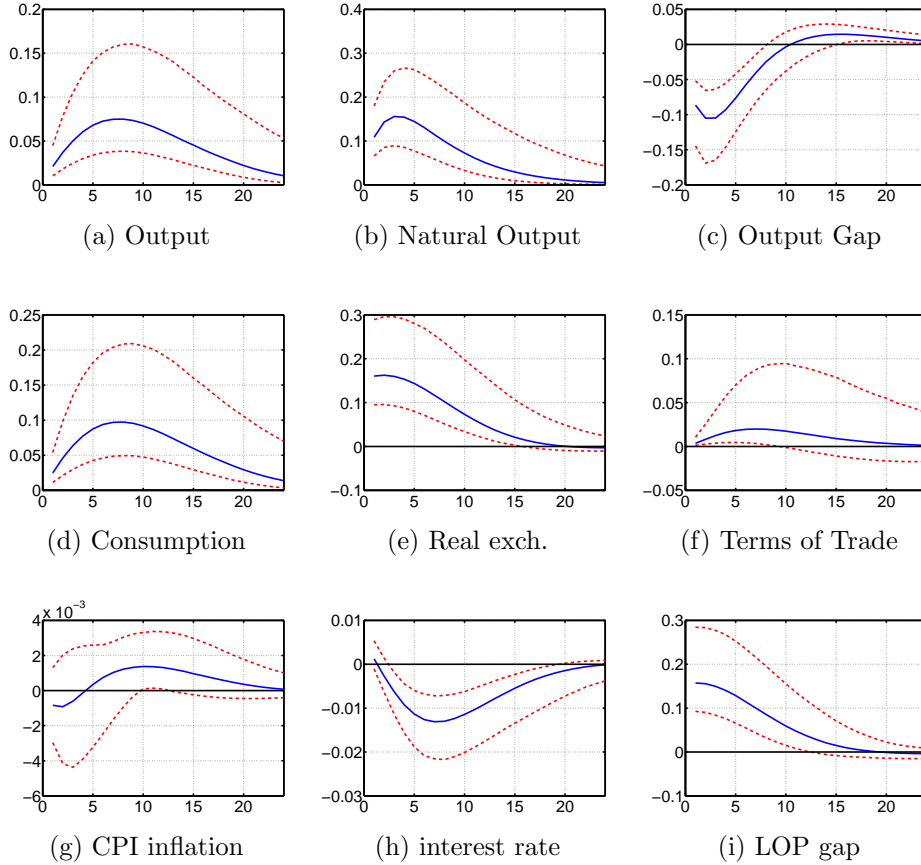 0.2 0.4 0.05
0
0.15 0.3
−0.05
0.1 0.2
−0.1
0.05 0.1
−0.15
0 0 −0.2
0 5 10 15 20 0 5 10 15 20 0 5 10 15 20
(a) Output (b) Natural Output (c) Output Gap
0.25 0.3 0.15
0.2 0.2 0.1
0.15
0.1 0.05
0.1
0 0
0.05
0 −0.1 −0.05
0 5 10 15 20 0 5 10 15 20 0 5 10 15 20
(d) Consumption (e) Real exch. (f) Terms of Trade
x 10⁻³
4 0.01 0.3
2 0 0.2
0
−0.01 0.1
−2
−0.02 0
−4
−6 −0.03 −0.1
0 5 10 15 20 0 5 10 15 20 0 5 10 15 20
(g) CPI inflation (h) interest rate (i) LOP gap